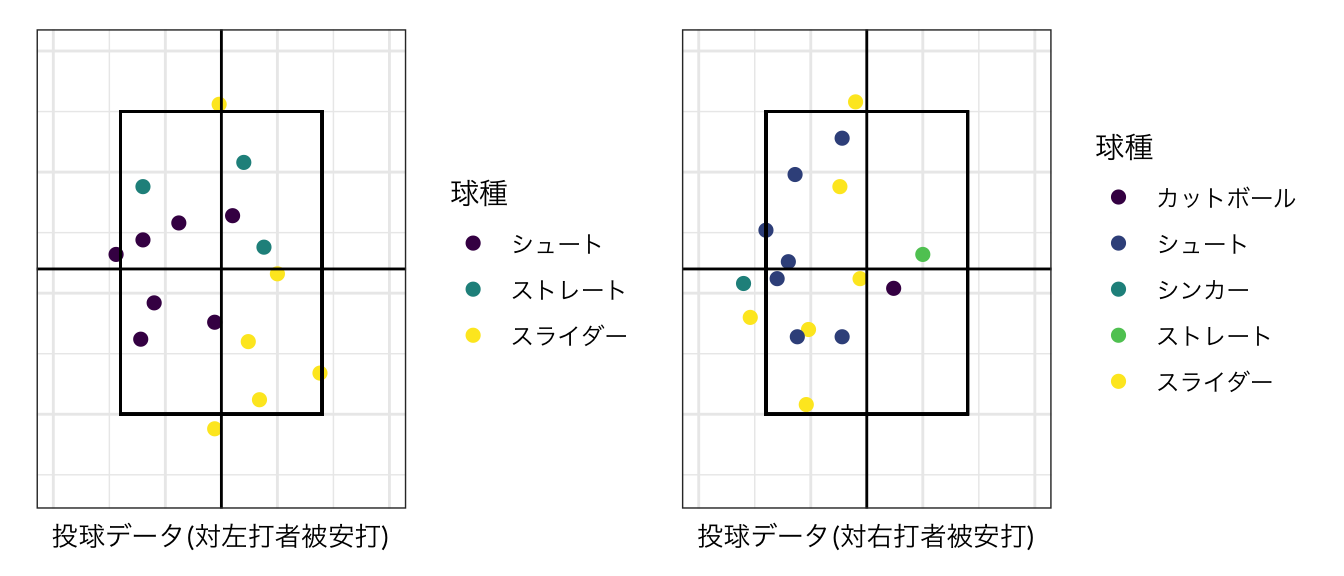 球種
シュート
ストレート
スライダー
投球データ(対左打者被安打)
球種
カットボール
シュート
シンカー
ストレート
スライダー
投球データ(対右打者被安打)